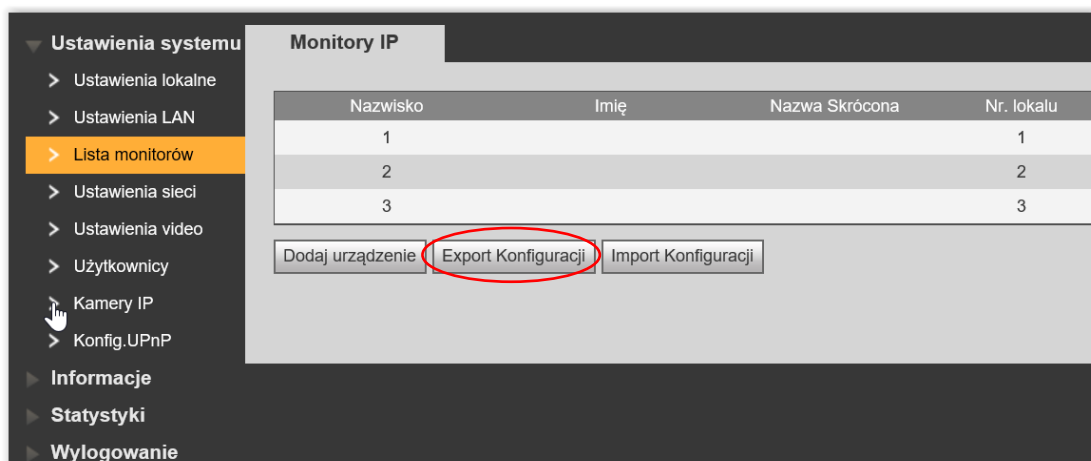 Ustawienia systemu
Ustawienia lokalne
Ustawienia LAN
Lista monitorów
Ustawienia sieci
Ustawienia video
Użytkownicy
Kamery IP
Konfig.UPnP
Informacje
Statystyki
Wylogowanie
Monitory IP
Nazwisko Imię Nazwa Skrócona Nr. lokalu
1 1
2 2
3 3
Dodaj urządzenie Export Konfiguracji Import Konfiguracji